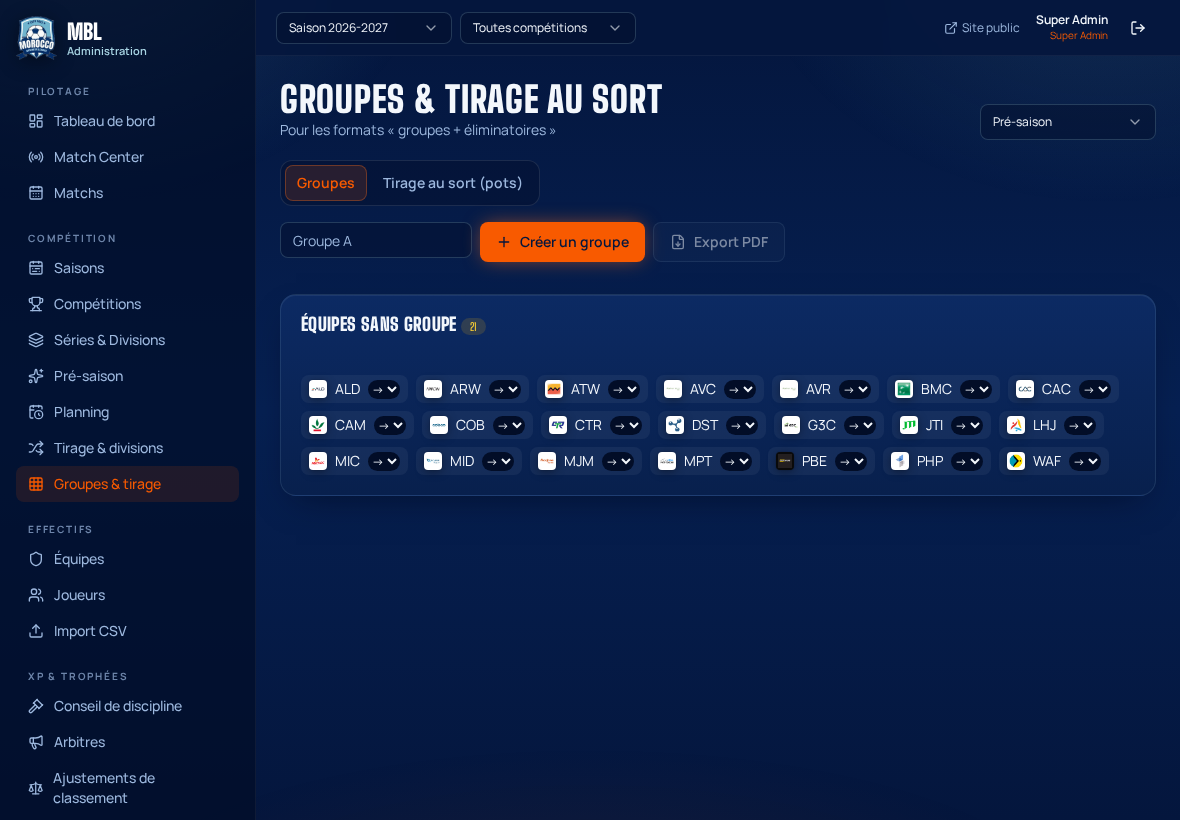 MBL
Administration
PILOTAGE
Tableau de bord
Match Center
Matchs
COMPÉTITION
Saisons
Compétitions
Séries & Divisions
Pré-saison
Planning
Tirage & divisions
Groupes & tirage
EFFECTIFS
Équipes
Joueurs
Import CSV
XP & TROPHÉES
Conseil de discipline
Arbitres
Ajustements de
classement
Saison 2026-2027
Toutes compétitions
Site public
Super Admin
Super Admin
GROUPES & TIRAGE AU SORT
Pour les formats « groupes + éliminatoires »
Pré-saison
Groupes
Tirage au sort (pots)
Groupe A
Créer un groupe
Export PDF
ÉQUIPES SANS GROUPE 21
ALD → ARW → ATW → AVC → AVR → BMC → CAC →
CAM → COB → CTR → DST → G3C → JTI → LHJ →
MIC → MID → MJM → MPT → PBE → PHP → WAF →